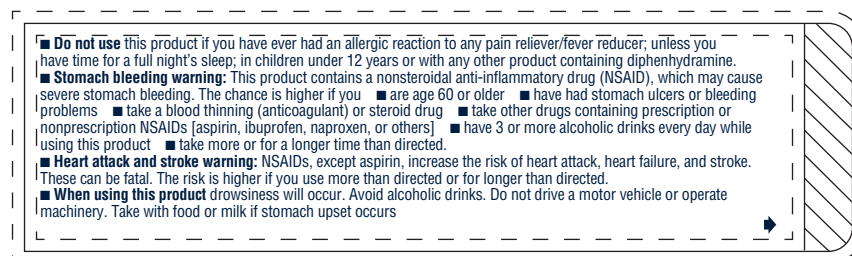 ■ Do not use this product if you have ever had an allergic reaction to any pain reliever/fever reducer; unless you
have time for a full night's sleep; in children under 12 years or with any other product containing diphenhydramine.
■ Stomach bleeding warning: This product contains a nonsteroidal anti-inflammatory drug (NSAID), which may cause
severe stomach bleeding. The chance is higher if you ■ are age 60 or older ■ have had stomach ulcers or bleeding
problems ■ take a blood thinning (anticoagulant) or steroid drug ■ take other drugs containing prescription or
nonprescription NSAIDs [aspirin, ibuprofen, naproxen, or others] ■ have 3 or more alcoholic drinks every day while
using this product ■ take more or for a longer time than directed.
■ Heart attack and stroke warning: NSAIDs, except aspirin, increase the risk of heart attack, heart failure, and stroke.
These can be fatal. The risk is higher if you use more than directed or for longer than directed.
■ When using this product drowsiness will occur. Avoid alcoholic drinks. Do not drive a motor vehicle or operate
machinery. Take with food or milk if stomach upset occurs